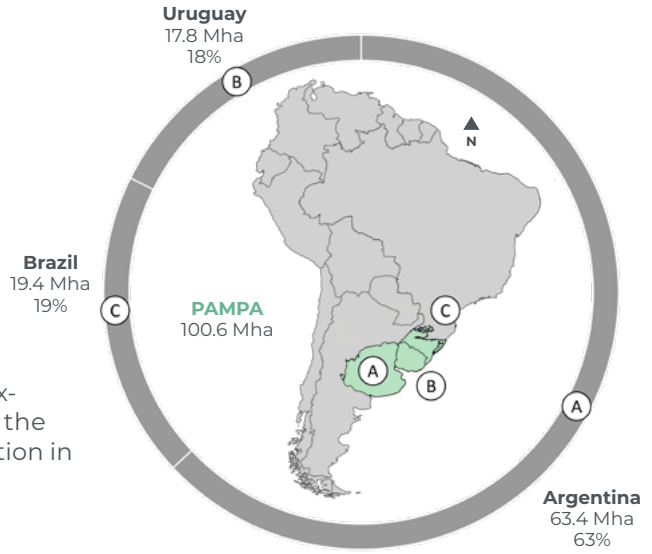 Uruguay
17.8 Mha
18%
B
N
Brazil
19.4 Mha
19%
C
PAMPA
100.6 Mha
C
A
B
A
x-
the
tion in
Argentina
63.4 Mha
63%